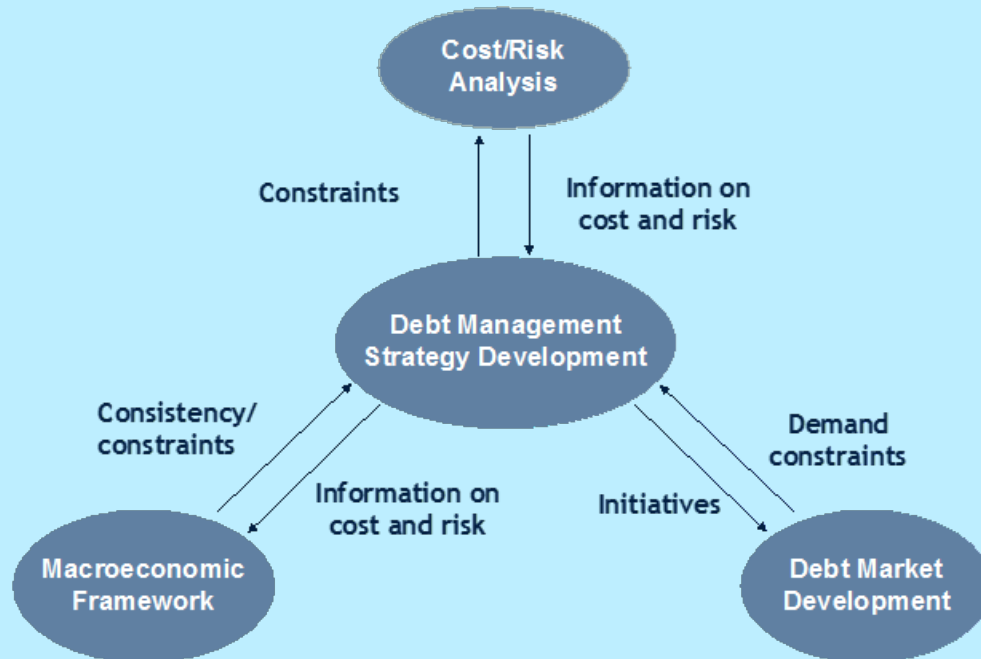 Cost/Risk
Analysis
Constraints
Information on
cost and risk
Debt Management
Strategy Development
Consistency/
constraints
Information on
cost and risk
Demand
constraints
Initiatives
Macroeconomic
Framework
Debt Market
Development